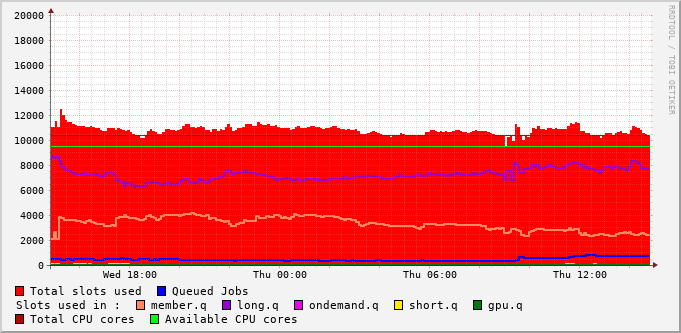 RRDTOOL / TOBI OETIKER
20000
18000
16000
14000
12000
10000
8000
6000
4000
2000
0
Wed 18:00 Thu 00:00 Thu 06:00 Thu 12:00
Total slots used Queued Jobs
Slots used in : member.q long.q ondemand.q short.q gpu.q
Total CPU cores Available CPU cores